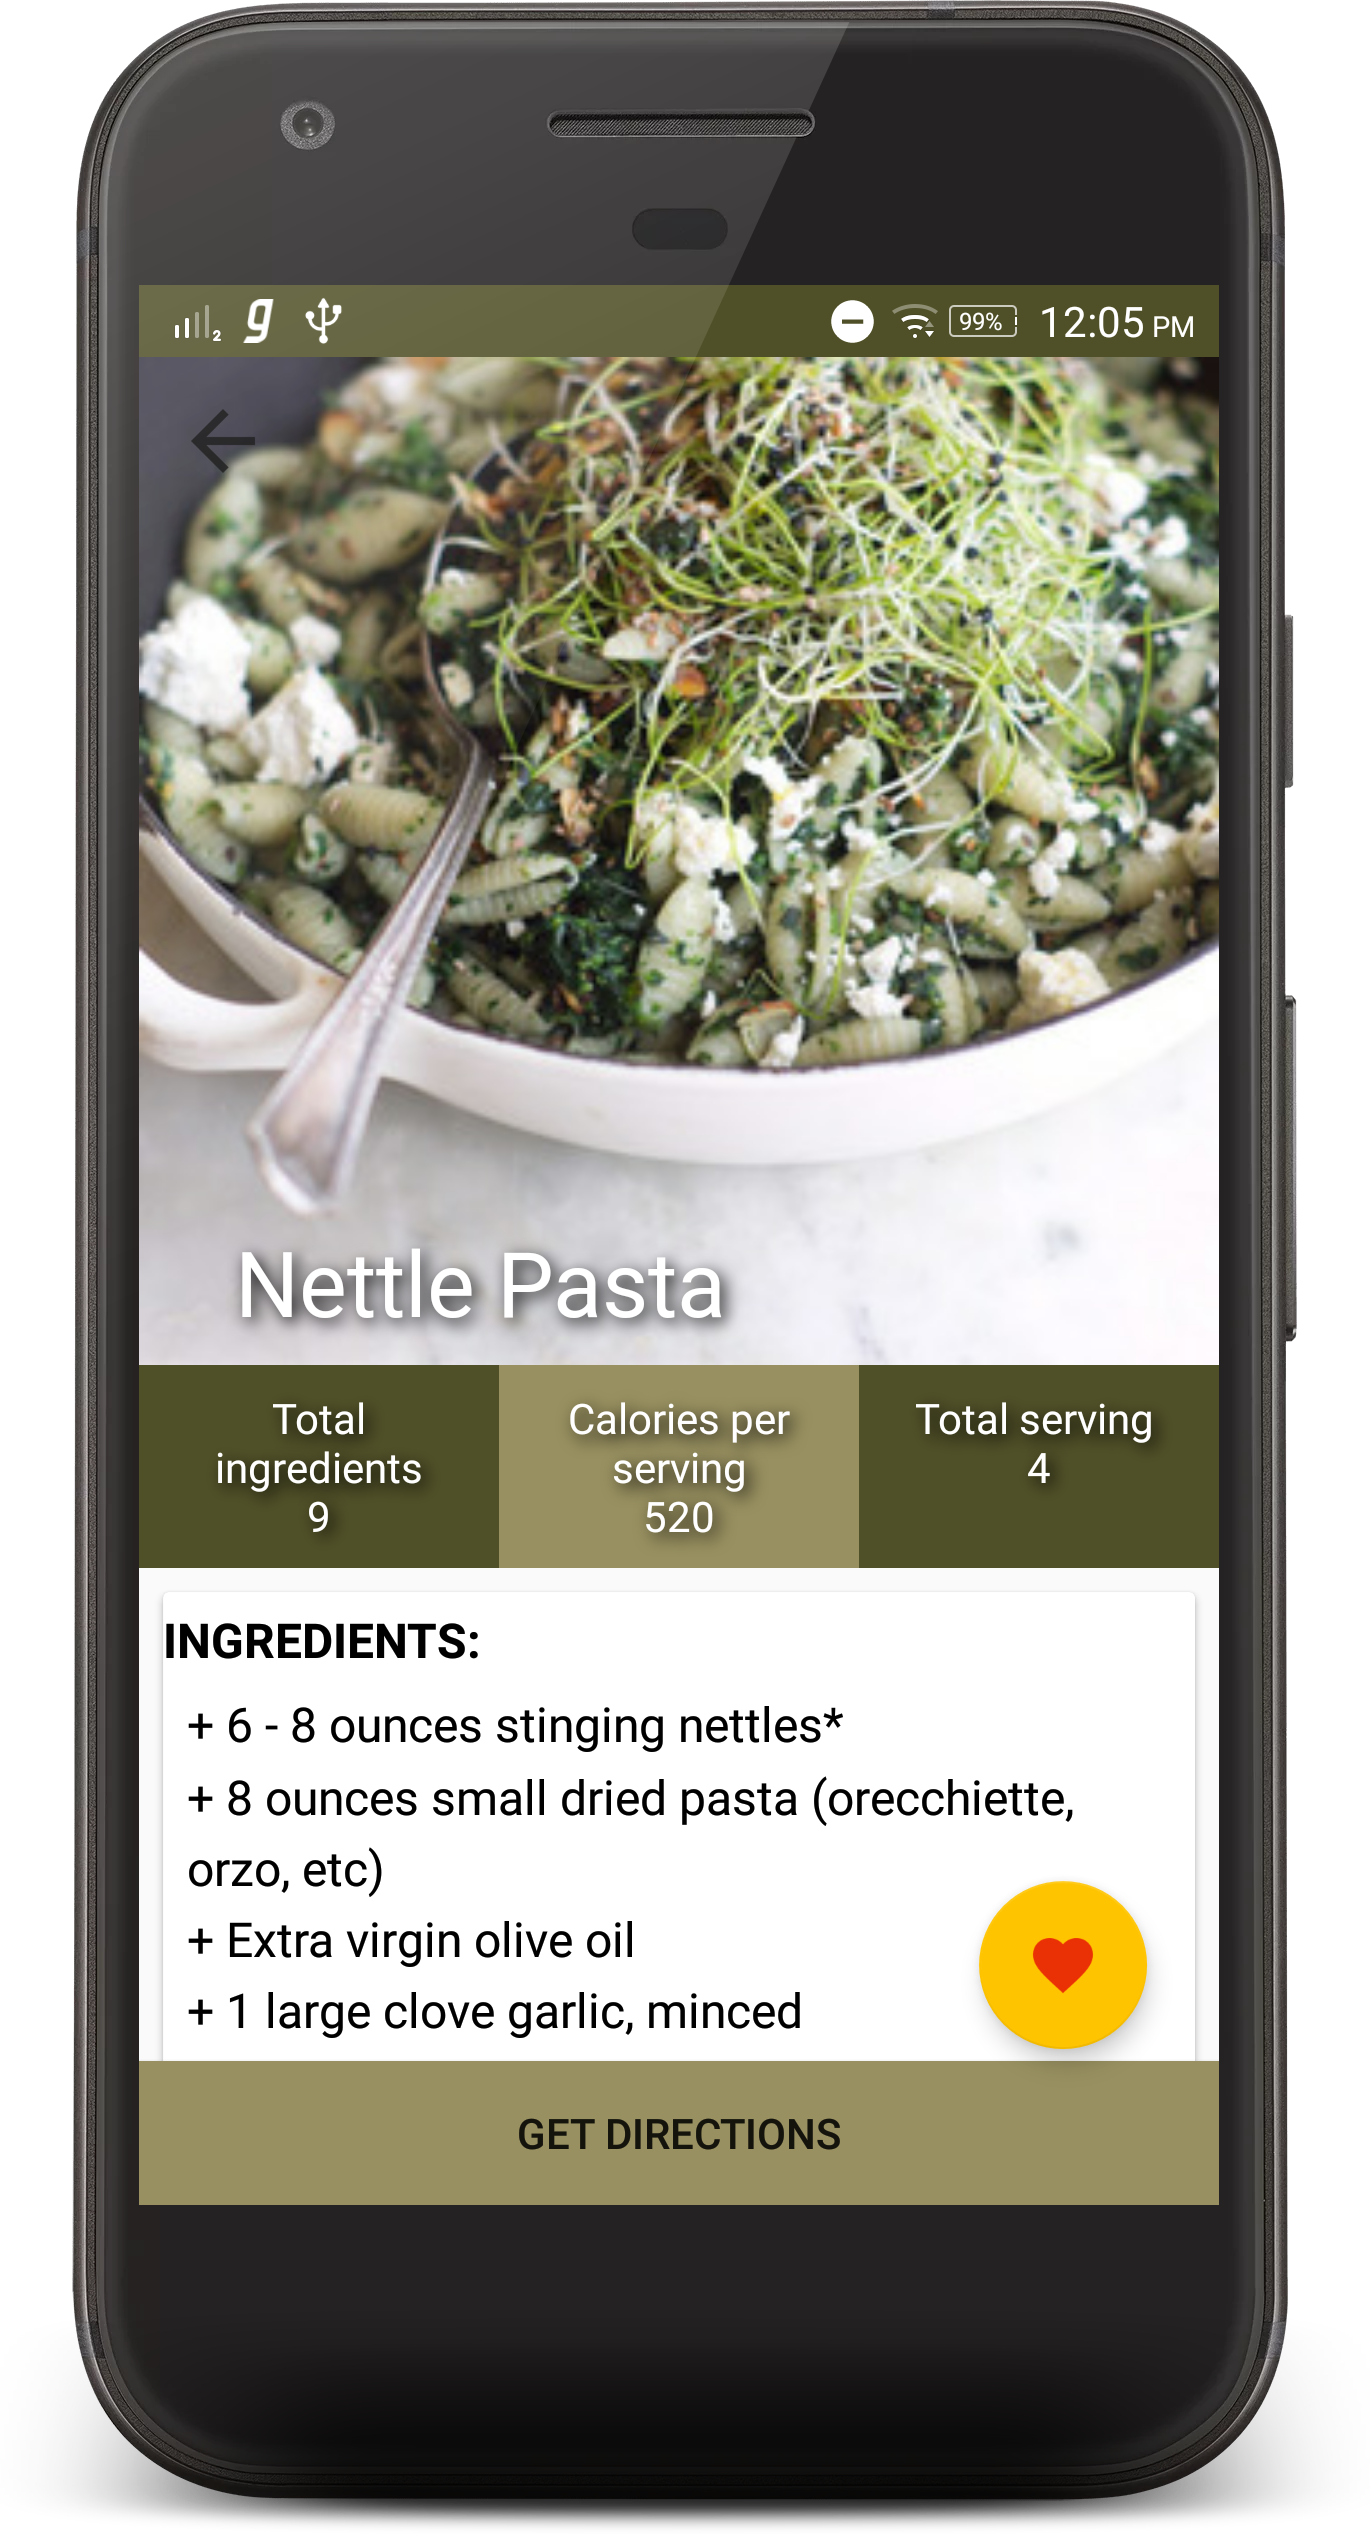 2 g 99% 12:05 PM
Nettle Pasta
Total
ingredients
9
Calories per
serving
520
Total serving
4
INGREDIENTS:
+ 6 - 8 ounces stinging nettles*
+ 8 ounces small dried pasta (orecchiette,
orzo, etc)
+ Extra virgin olive oil
+ 1 large clove garlic, minced
GET DIRECTIONS